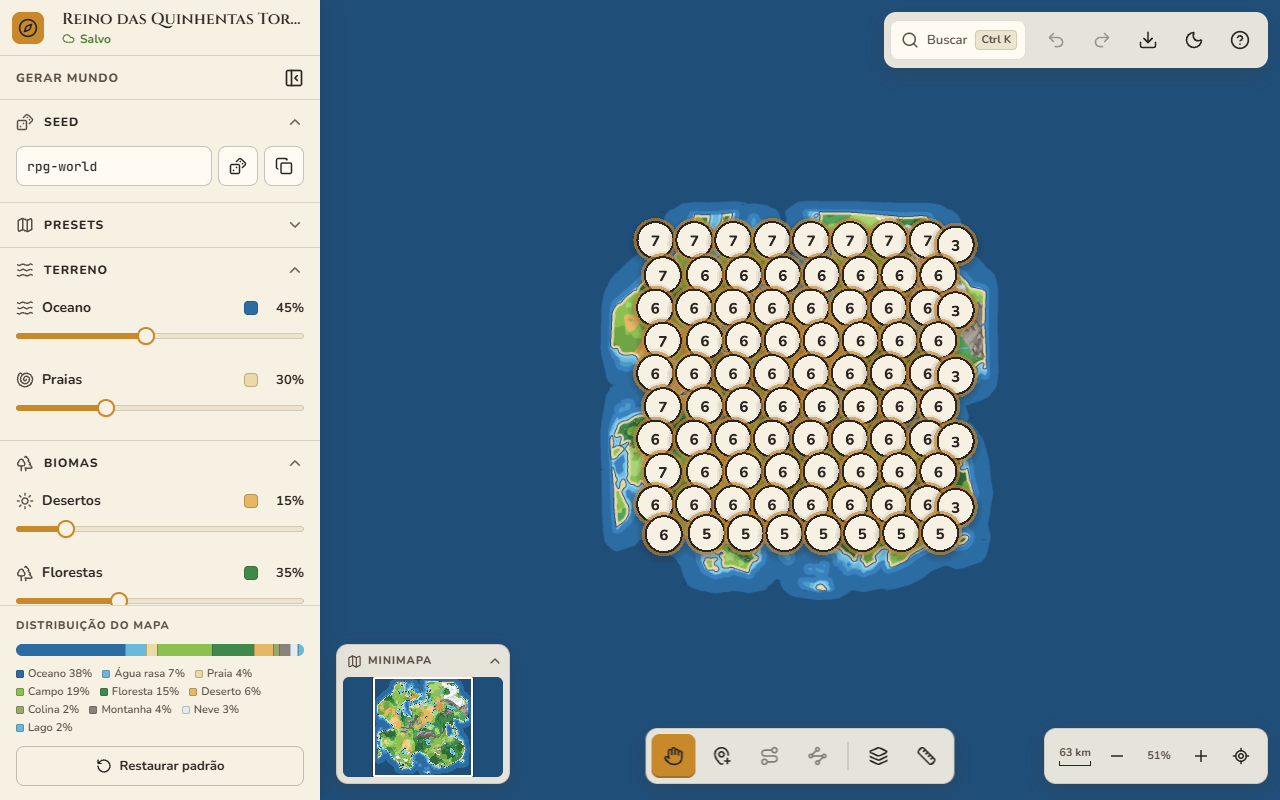 Reino das Quinhentas Tor...
Salvo
GERAR MUNDO
SEED
rpg-world
PRESETS
TERRENO
Oceano 45%
Praias 30%
BIOMAS
Desertos 15%
Florestas 35%
DISTRIBUIÇÃO DO MAPA
Oceano 38% Água rasa 7% Praia 4%
Campo 19% Floresta 15% Deserto 6%
Colina 2% Montanha 4% Neve 3%
Lago 2%
Restaurar padrão
Buscar Ctrl K
7 7 7 7 7 7 7 7 3
7 6 6 6 6 6 6 6
6 6 6 6 6 6 6 6 3
7 6 6 6 6 6 6 6
6 6 6 6 6 6 6 6 3
7 6 6 6 6 6 6 6
6 6 6 6 6 6 6 6 3
7 6 6 6 6 6 6 6
6 6 6 6 6 6 6 6 3
6 5 5 5 5 5 5 5
MINIMAPA
63 km 51%